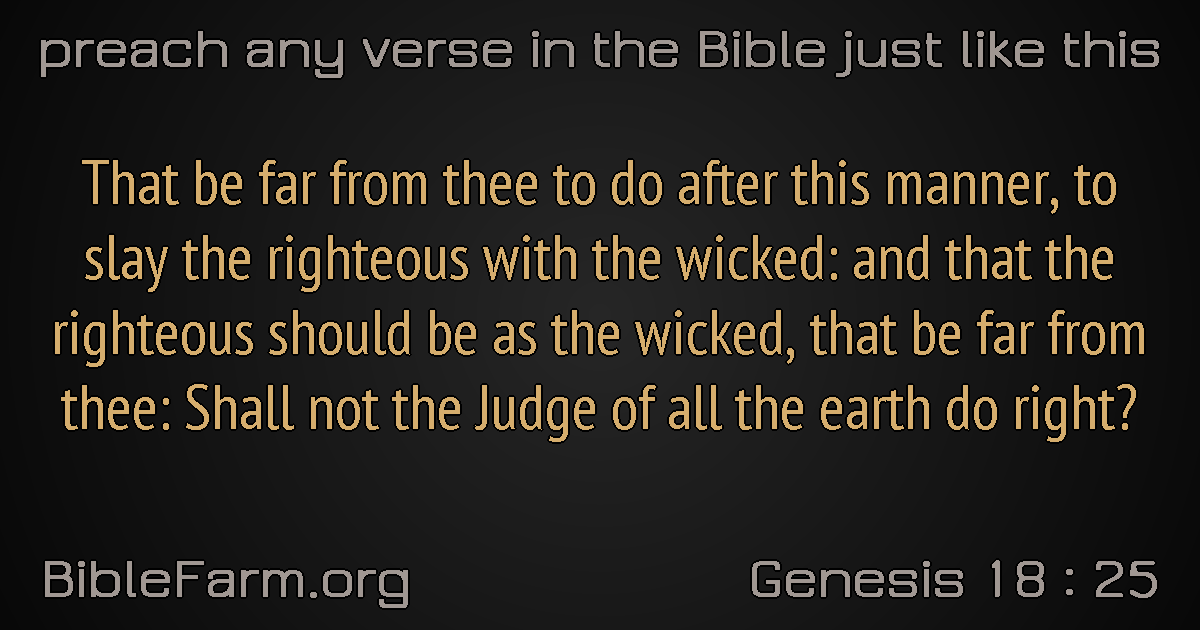 preach any verse in the Bible just like this
That be far from thee to do after this manner, to
slay the righteous with the wicked: and that the
righteous should be as the wicked, that be far from
thee: Shall not the Judge of all the earth do right?
BibleFarm.org
Genesis 18 : 25